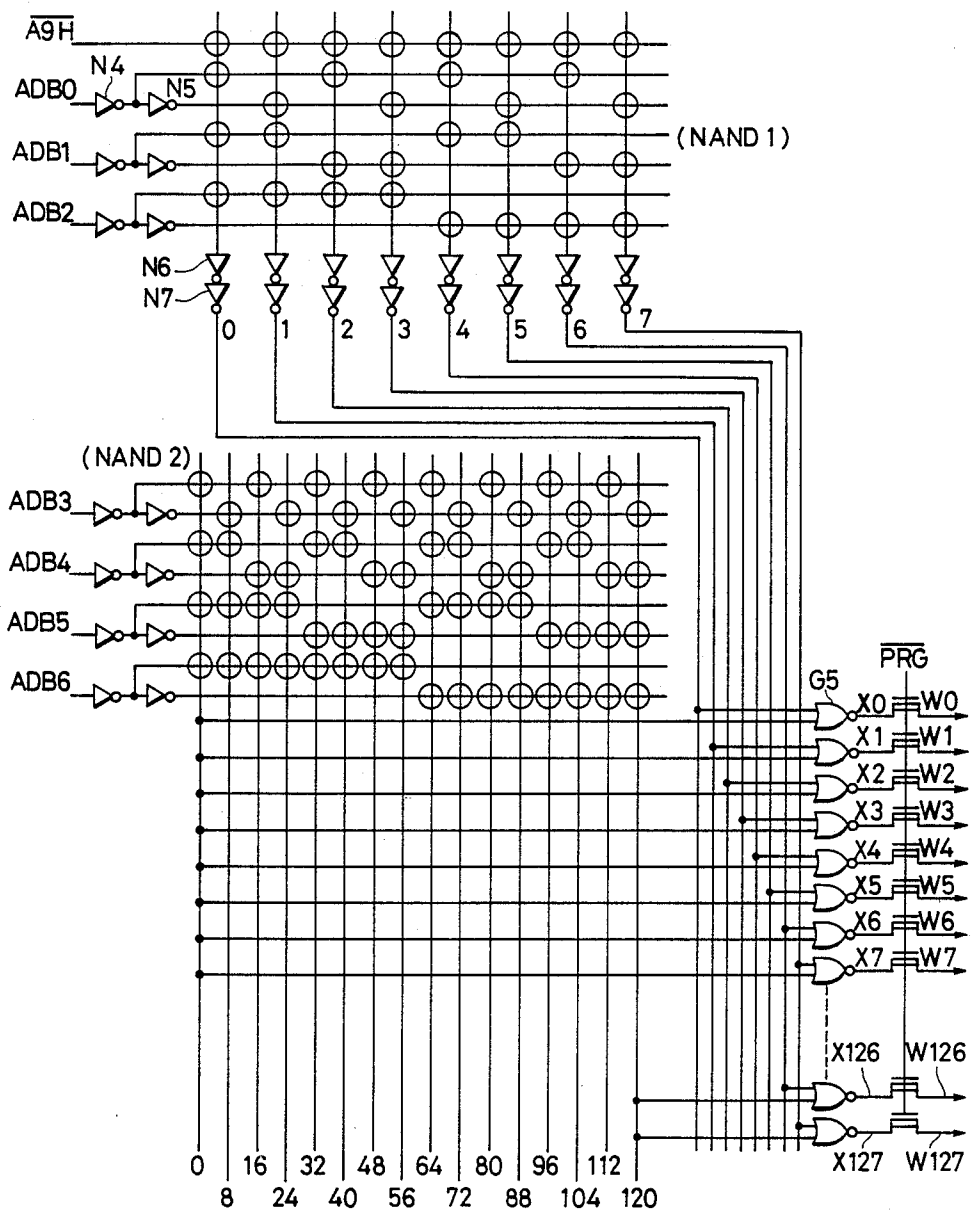 A9H
N4
ADB0
N5
ADB1
(NAND 1)
ADB2
N6
N7
0 1 2 3 4 5 6 7
(NAND 2)
ADB3
ADB4
ADB5
ADB6
PRG
G5
X0 W0
X1 W1
X2 W2
X3 W3
X4 W4
X5 W5
X6 W6
X7 W7
X126 W126
X127 W127
0 16 32 48 64 80 96 112
8 24 40 56 72 88 104 120